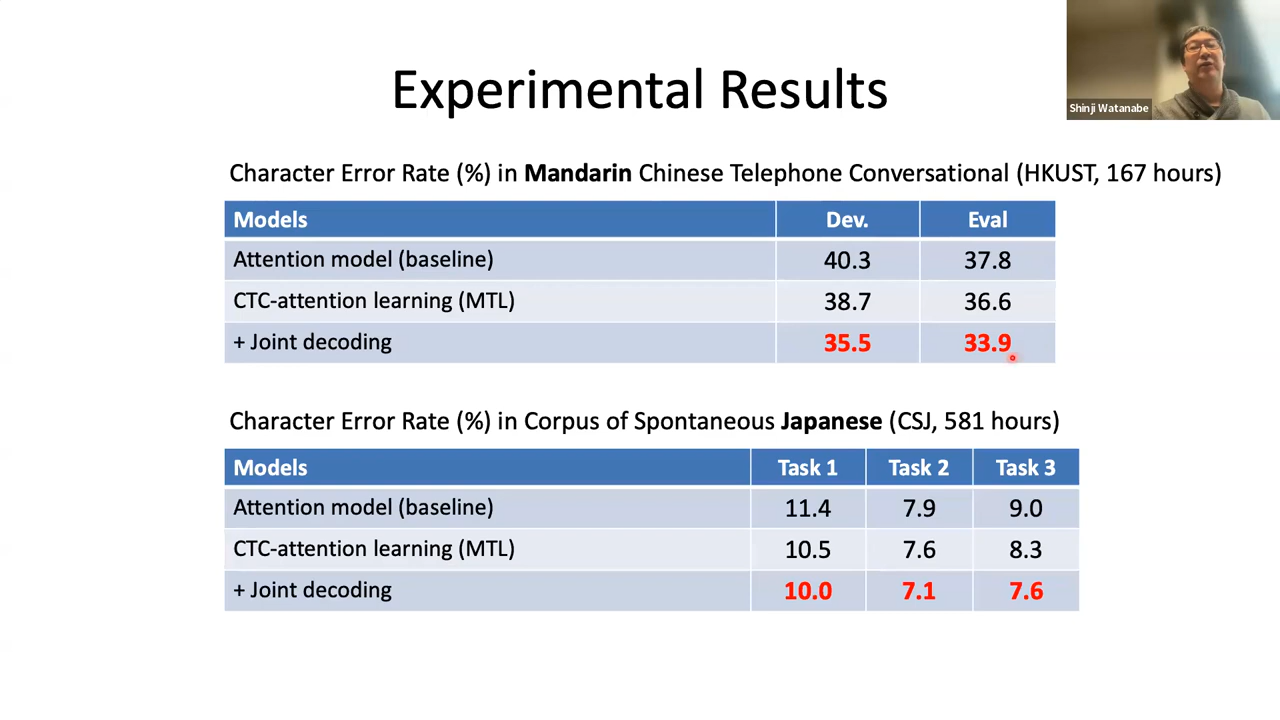 Experimental Results
Shinji Watanabe
Character Error Rate (%) in Mandarin Chinese Telephone Conversational (HKUST, 167 hours)
Models Dev. Eval
Attention model (baseline) 40.3 37.8
CTC-attention learning (MTL) 38.7 36.6
+ Joint decoding 35.5 33.9
Character Error Rate (%) in Corpus of Spontaneous Japanese (CSJ, 581 hours)
Models Task 1 Task 2 Task 3
Attention model (baseline) 11.4 7.9 9.0
CTC-attention learning (MTL) 10.5 7.6 8.3
+ Joint decoding 10.0 7.1 7.6